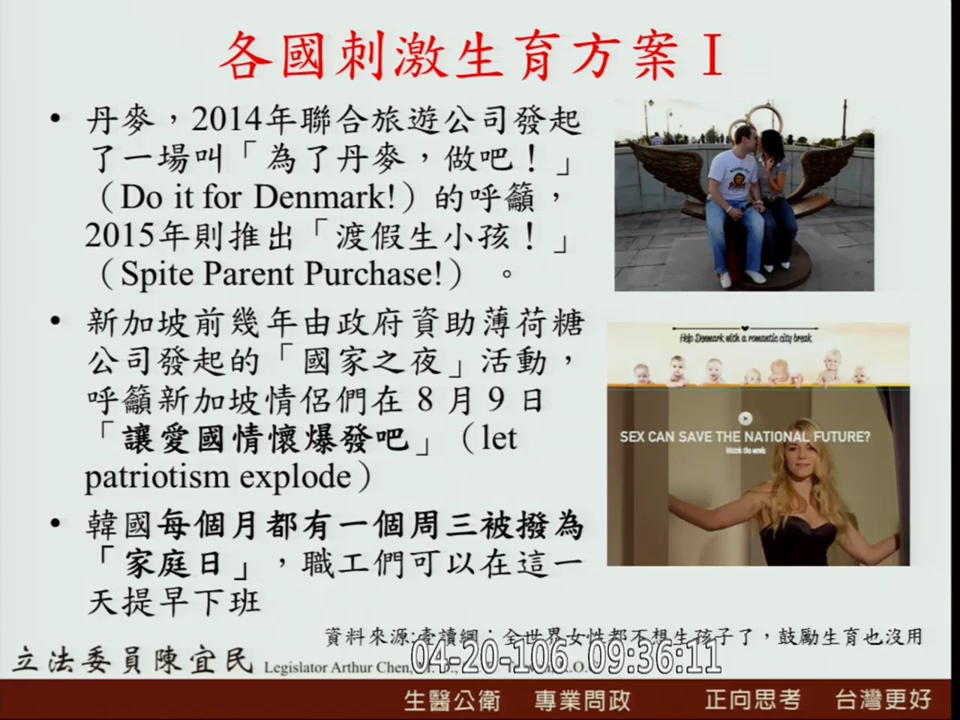 各國刺激生育方案 I
• 丹麥，2014年聯合旅遊公司發起
了一場叫「為了丹麥，做吧！」
（Do it for Denmark!）的呼籲，
2015年則推出「渡假生小孩！」
（Spite Parent Purchase!） 。
• 新加坡前幾年由政府資助薄荷糖
公司發起的「國家之夜」活動，
呼籲新加坡情侶們在 8 月 9 日
「讓愛國情懷爆發吧」（let
patriotism explode）
• 韓國每個月都有一個周三被撥為
「家庭日」，職工們可以在這一
天提早下班
Help Denmark with a romantic city break
SEX CAN SAVE THE NATIONAL FUTURE?
Watch the movie
資料來源:壹讀網：全世界女性都不想生孩子了，鼓勵生育也沒用
立法委員陳宜民 Legislator Arthur Chen,
04-20-106 09:36:11
生醫公衛 專業問政 正向思考 台灣更好